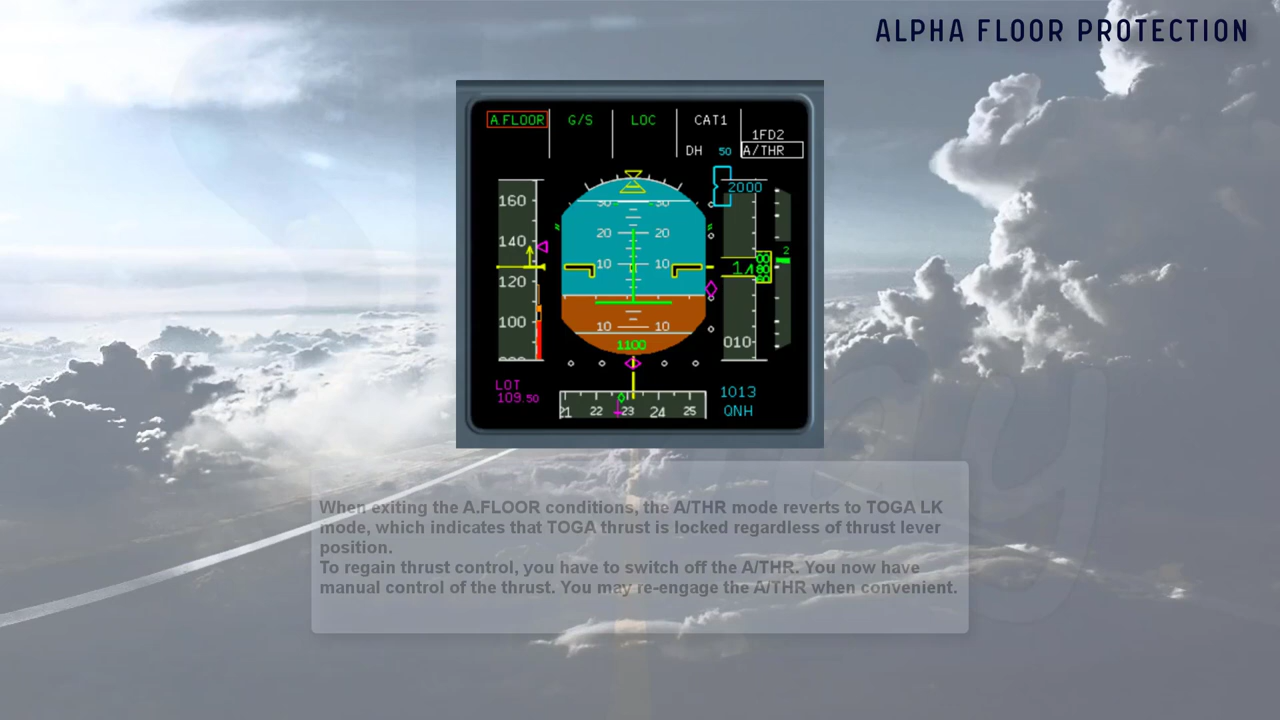 ALPHA FLOOR PROTECTION
A.FLOOR G/S LOC CAT1 1FD2
DH 50 A/THR
2000
160
140
120
100
30 30
20 20
10 10
10 10
1100
2
010
LOT
109.50
1013
QNH
21 22 23 24 25
When exiting the A.FLOOR conditions, the A/THR mode reverts to TOGA LK
mode, which indicates that TOGA thrust is locked regardless of thrust lever
position.
To regain thrust control, you have to switch off the A/THR. You now have
manual control of the thrust. You may re-engage the A/THR when convenient.